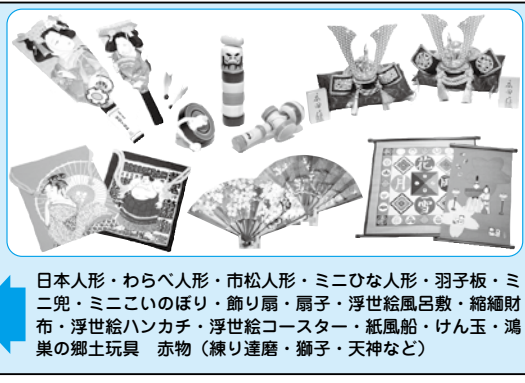 日本人形・わらべ人形・市松人形・ミニひな人形・羽子板・ミ
ニ兜・ミニこいのぼり・飾り扇・扇子・浮世絵風呂敷・縮緬財
布・浮世絵ハンカチ・浮世絵コースター・紙風船・けん玉・鴻
巣の郷土玩具　赤物（練り達磨・獅子・天神など）
花
月
雪